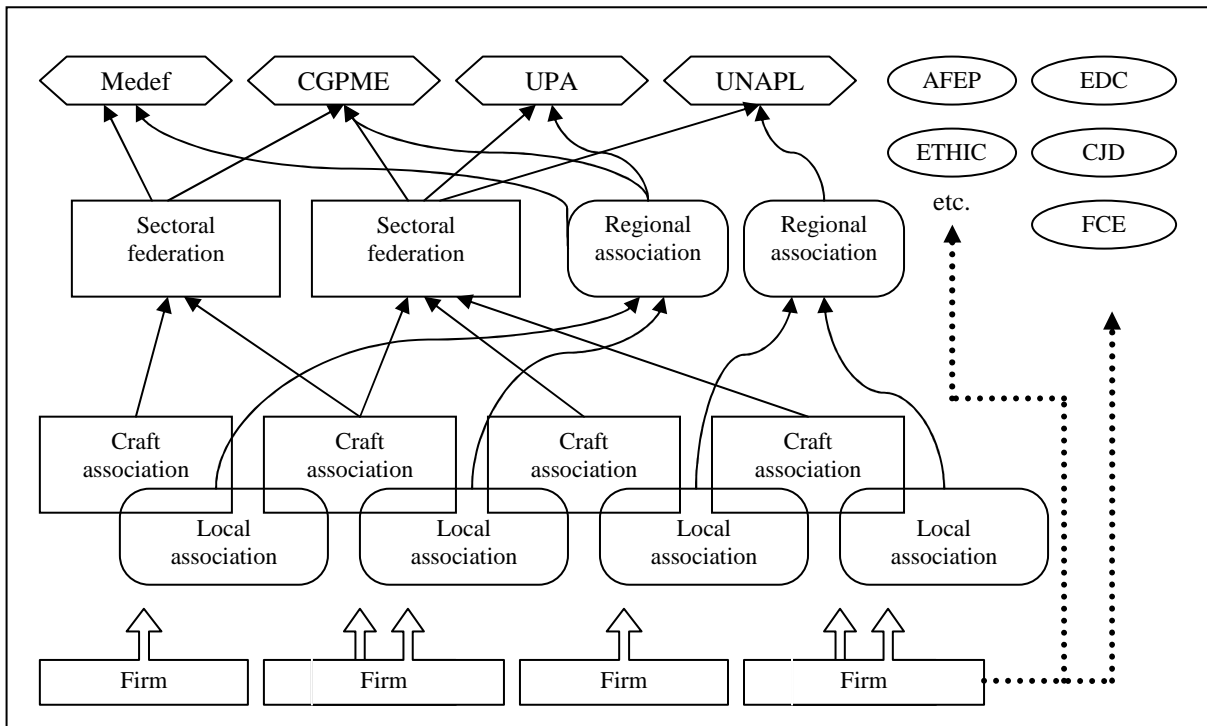 Medef
CGPME
UPA
UNAPL
AFEP
EDC
ETHIC
CJD
etc.
FCE
Sectoral
federation
Sectoral
federation
Regional
association
Regional
association
Craft
association
Craft
association
Craft
association
Craft
association
Local
association
Local
association
Local
association
Local
association
Firm
Firm
Firm
Firm